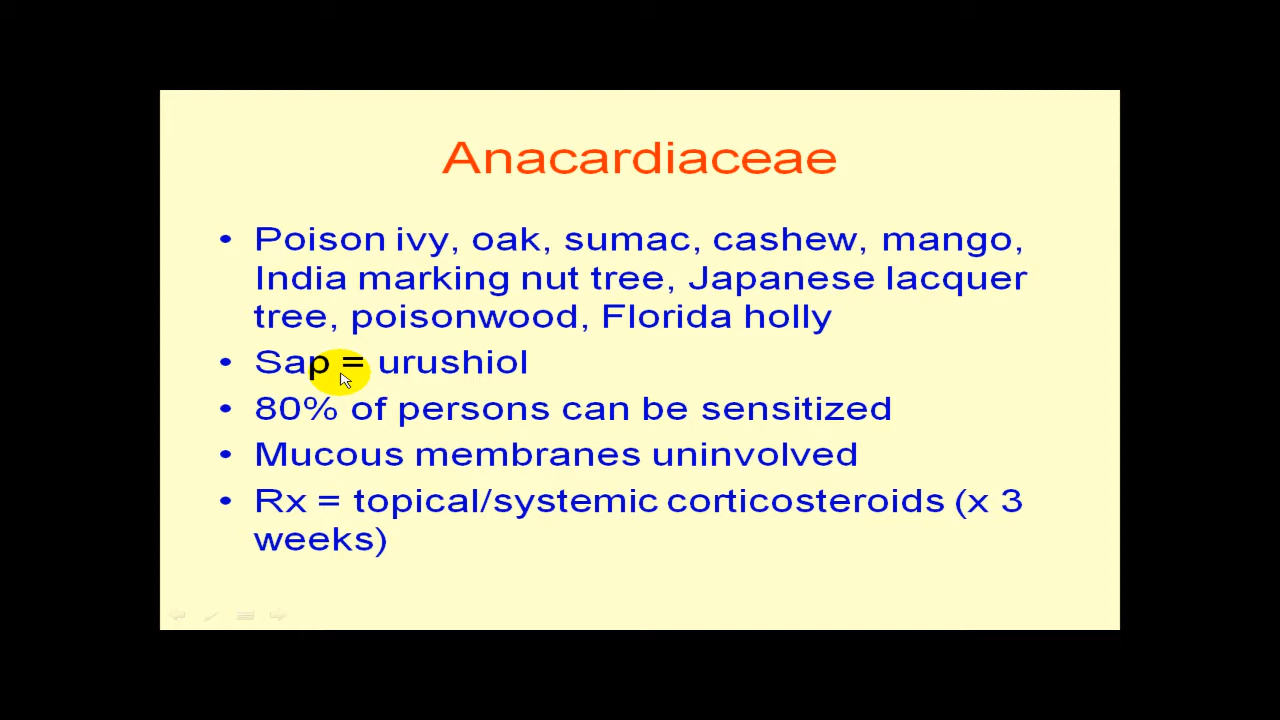 Anacardiaceae
• Poison ivy, oak, sumac, cashew, mango,
India marking nut tree, Japanese lacquer
tree, poisonwood, Florida holly
• Sap = urushiol
• 80% of persons can be sensitized
• Mucous membranes uninvolved
• Rx = topical/systemic corticosteroids (x 3
weeks)